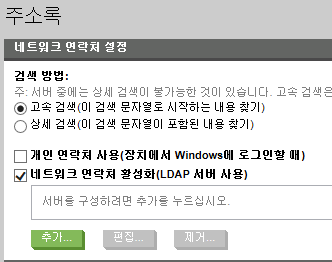 주소록
네트워크 연락처 설정
검색 방법:
주: 서버 중에는 상세 검색이 불가능한 것이 있습니다. 고속 검색은
고속 검색(이 검색 문자열로 시작하는 내용 찾기)
상세 검색(이 검색 문자열이 포함된 내용 찾기)
개인 연락처 사용(장치에서 Windows에 로그인할 때)
네트워크 연락처 활성화(LDAP 서버 사용)
서버를 구성하려면 추가를 누르십시오.
추가... 편집... 제거...